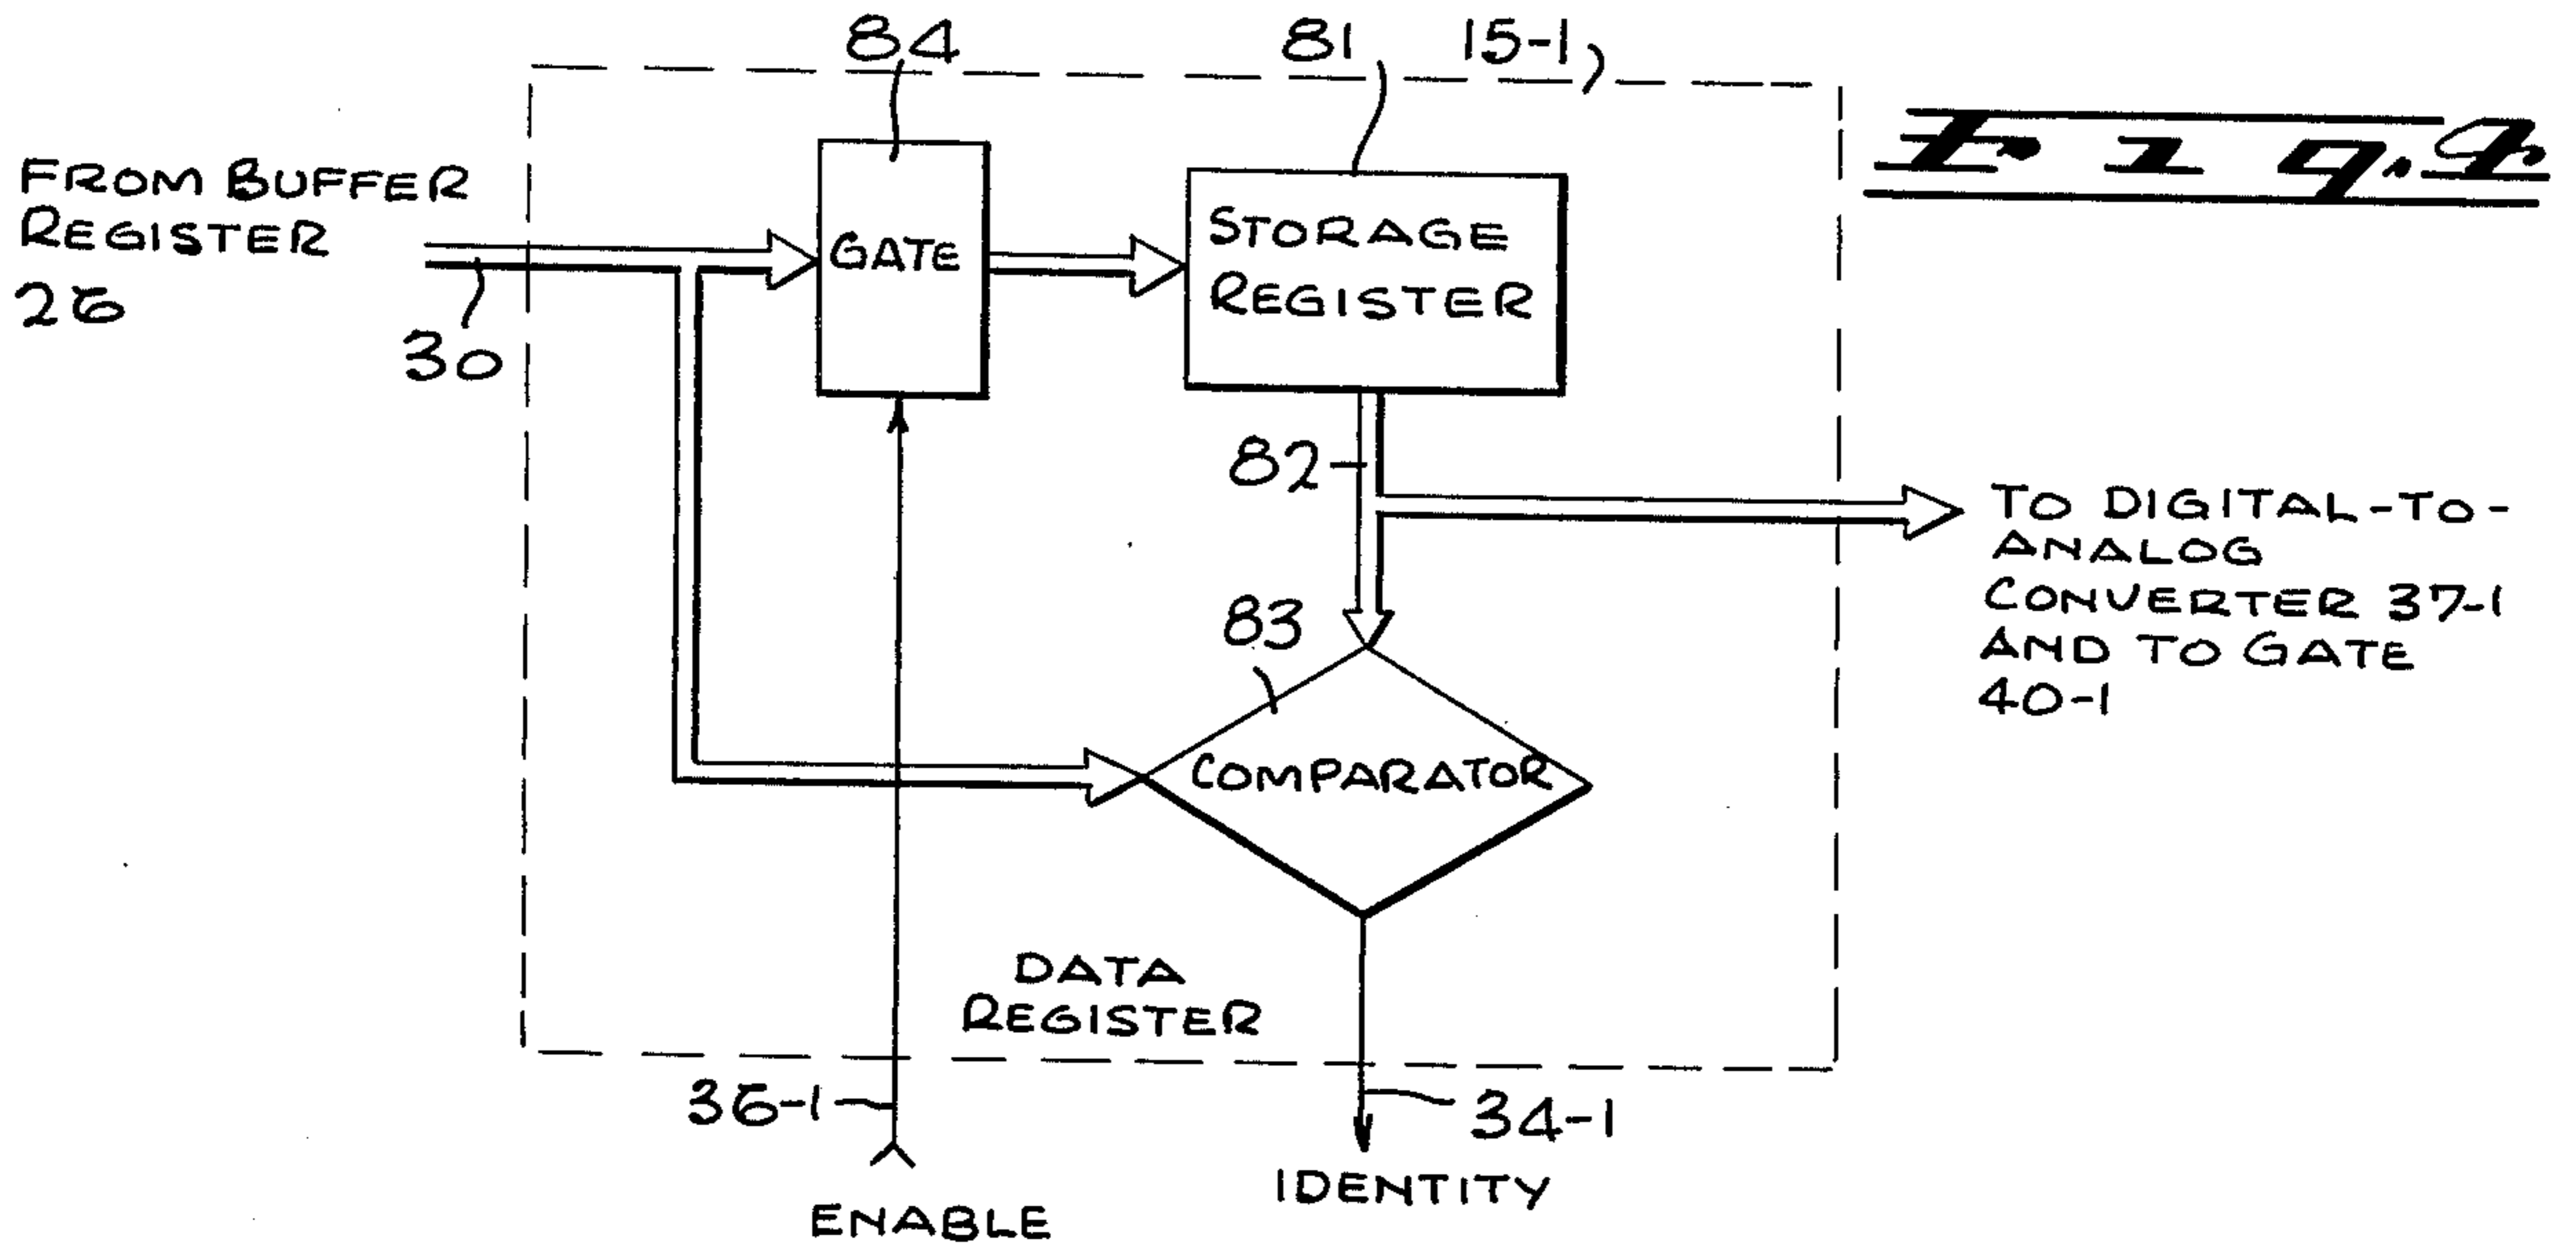 84
81
15-1
Fig. 4.
FROM BUFFER
REGISTER
26
30
GATE
STORAGE
REGISTER
82
TO DIGITAL-TO-
ANALOG
CONVERTER 37-1
AND TO GATE
40-1
83
COMPARATOR
DATA
REGISTER
36-1
34-1
ENABLE
IDENTITY